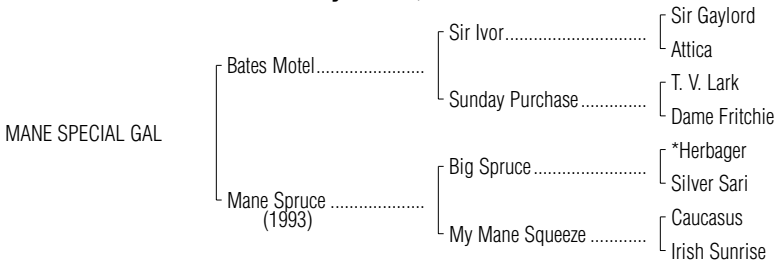 Sir Gaylord
Sir Ivor..............................
Attica
Bates Motel.......................
T. V. Lark
Sunday Purchase..............
Dame Fritchie
MANE SPECIAL GAL
*Herbager
Big Spruce........................
Silver Sari
Mane Spruce ....................
(1993)
Caucasus
My Mane Squeeze ............
Irish Sunrise